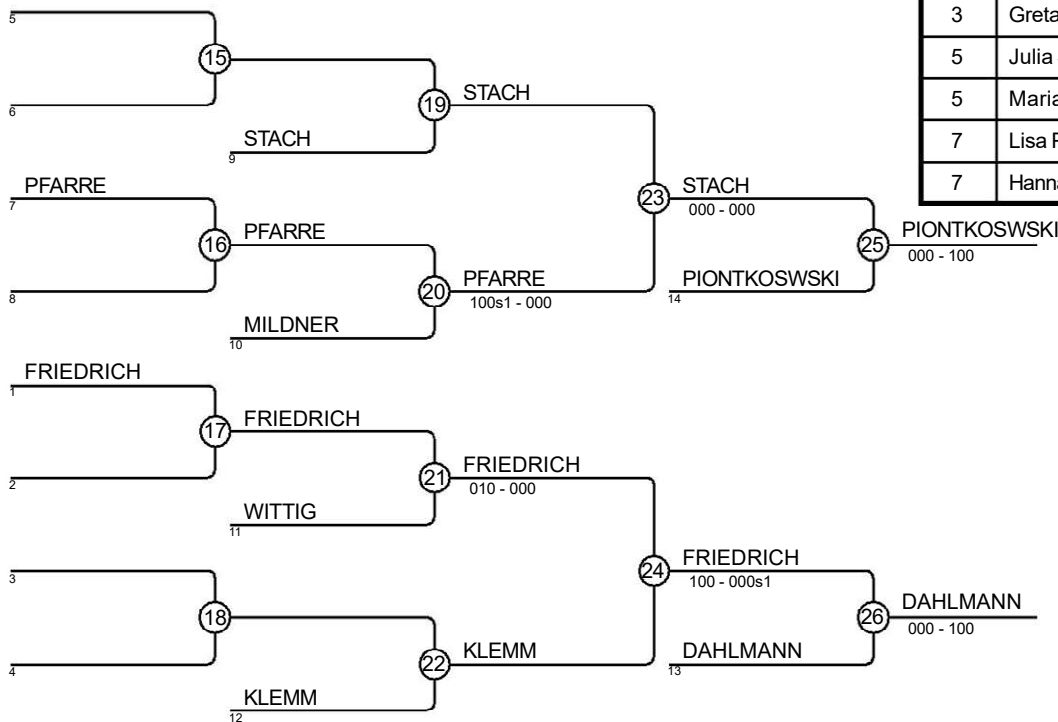 3 Greta
5 Julia
5 Maria
7 Lisa
7 Hanna
5
15
6
19
STACH
STACH
9
PFARRE
7
23
STACH
000 - 000
16
PFARRE
25
PIONTKOSWSKI
000 - 100
8
20
PFARRE
100s1 - 000
PIONTKOSWSKI
14
MILDNER
10
FRIEDRICH
1
17
FRIEDRICH
2
21
FRIEDRICH
010 - 000
WITTIG
11
3
24
FRIEDRICH
100 - 000s1
18
26
DAHLMANN
000 - 100
4
22
KLEMM
DAHLMANN
13
KLEMM
12